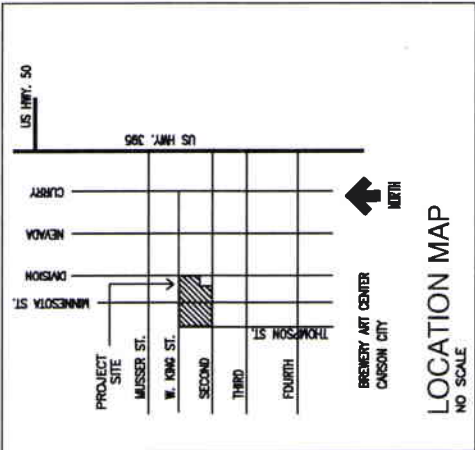 US HWY. 50
US HWY. 395
CURRY
NEVADA
DIVISION
MINNESOTA ST.
PROJECT
SITE
MUSSER ST.
W. KING ST.
SECOND
THOMPSON ST.
THIRD
FOURTH
NORTH
BREWERY ART CENTER
CARSON CITY
LOCATION MAP
NO SCALE